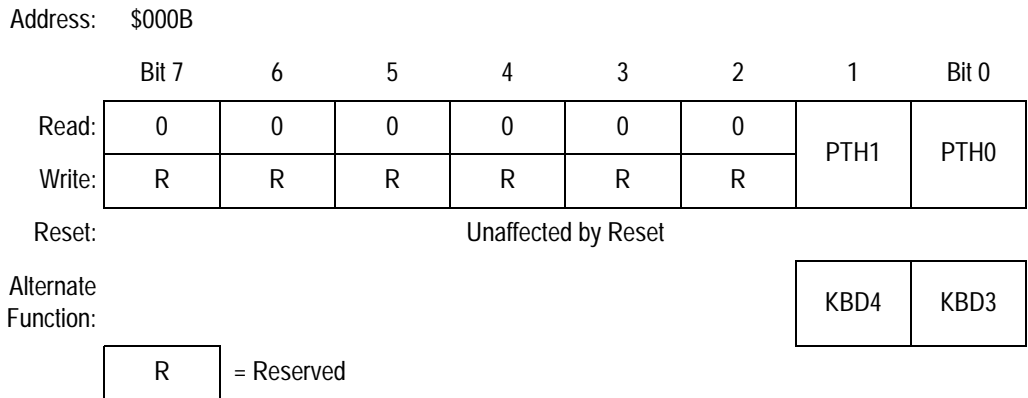 Address: $000B
Bit 7 6 5 4 3 2 1 Bit 0
Read: 0 0 0 0 0 0 PTH1 PTH0
Write: R R R R R R
Reset: Unaffected by Reset
Alternate
Function: KBD4 KBD3
R = Reserved